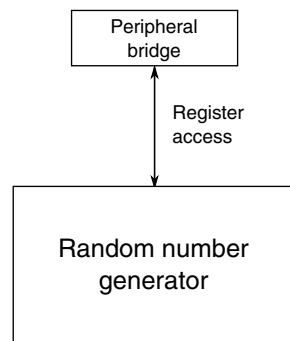 Peripheral
bridge
Register
access
Random number
generator